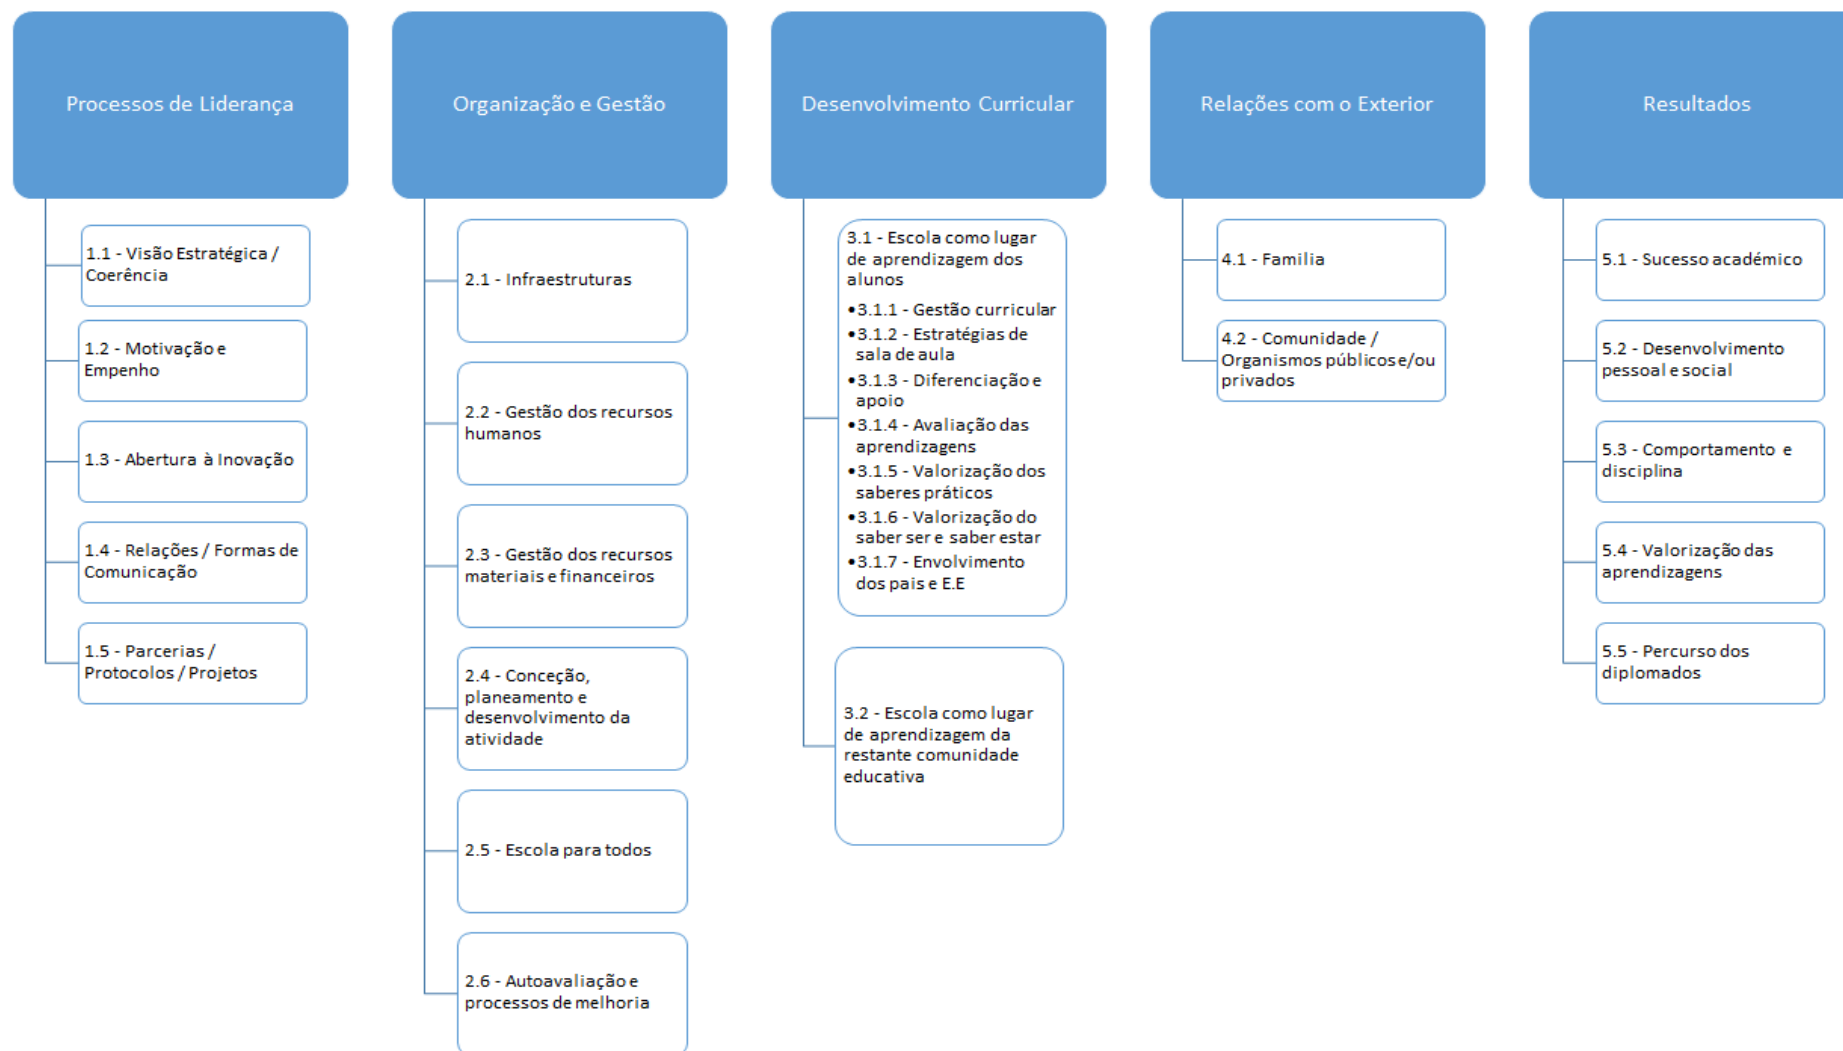 Processos de Liderança
1.1 - Visão Estratégica /
Coerência
1.2 - Motivação e
Empenho
1.3 - Abertura à Inovação
1.4 - Relações / Formas de
Comunicação
1.5 - Parcerias /
Protocolos / Projetos
Organização e Gestão
2.1 - Infraestruturas
2.2 - Gestão dos recursos
humanos
2.3 - Gestão dos recursos
materiais e financeiros
2.4 - Conceção,
planeamento e
desenvolvimento da
atividade
2.5 - Escola para todos
2.6 - Autoavaliação e
processos de melhoria
Desenvolvimento Curricular
3.1 - Escola como lugar
de aprendizagem dos
alunos
•3.1.1 - Gestão curricular
•3.1.2 - Estratégias de
sala de aula
•3.1.3 - Diferenciação e
apoio
•3.1.4 - Avaliação das
aprendizagens
•3.1.5 - Valorização dos
saberes práticos
•3.1.6 - Valorização do
saber ser e saber estar
•3.1.7 - Envolvimento
dos pais e E.E
3.2 - Escola como lugar
de aprendizagem da
restante comunidade
educativa
Relações com o Exterior
4.1 - Familia
4.2 - Comunidade /
Organismos públicos e/ou
privados
Resultados
5.1 - Sucesso académico
5.2 - Desenvolvimento
pessoal e social
5.3 - Comportamento e
disciplina
5.4 - Valorização das
aprendizagens
5.5 - Percurso dos
diplomados